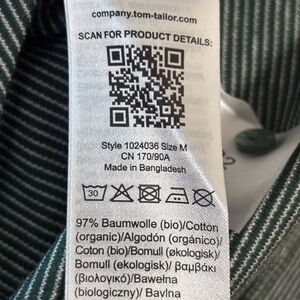 company.tom-tailor.com
SCAN FOR PRODUCT DETAILS:
Style 1024036 Size M
CN 170/90A
Made in Bangladesh
30
97% Baumwolle (bio)/Cotton
(organic)/Algodón (orgánico)/
Coton (bio)/Bomull (økologisk)/
Bomull (ekologisk)/ βαμβάκι
(βιολογικό)/Bawełna
(biologiczny)/ Bavlna